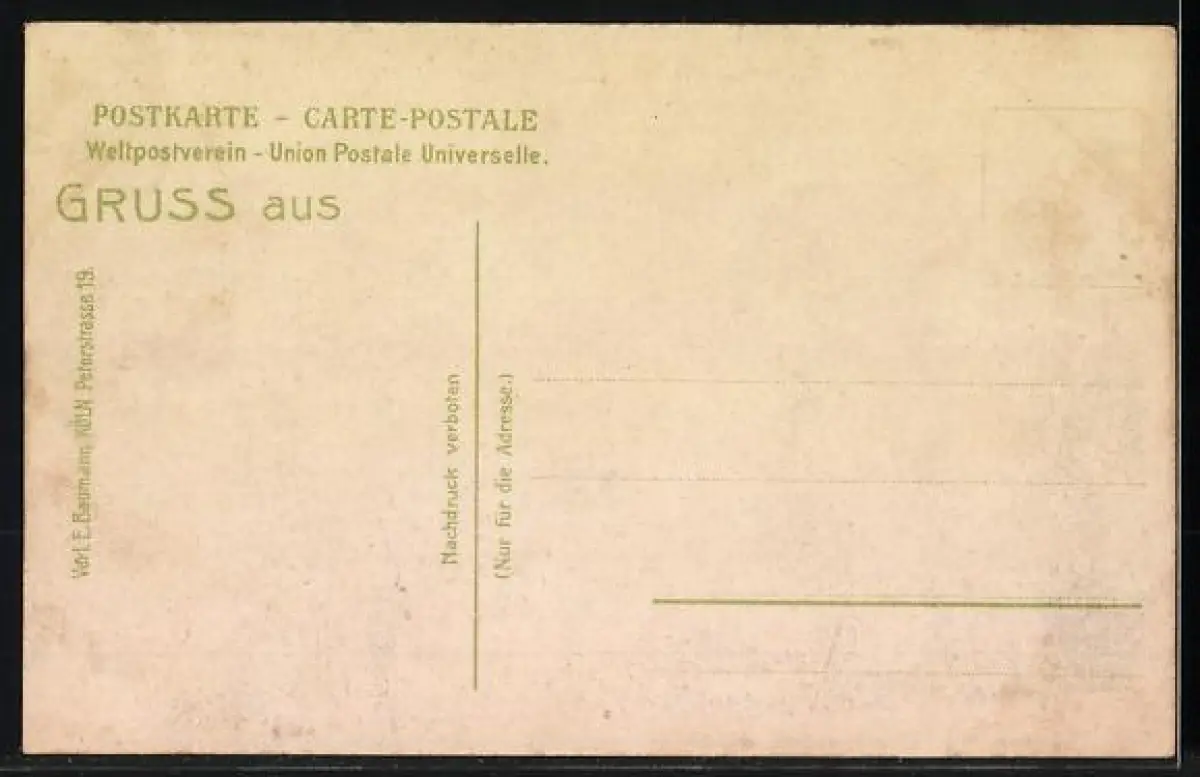 POSTKARTE - CARTE-POSTALE
Weltpostverein - Union Postale Universelle.
GRUSS aus
Verl. E. Baumann, KÖLN Peterstrasse 19.
Nachdruck verboten
(Nur für die Adresse.)